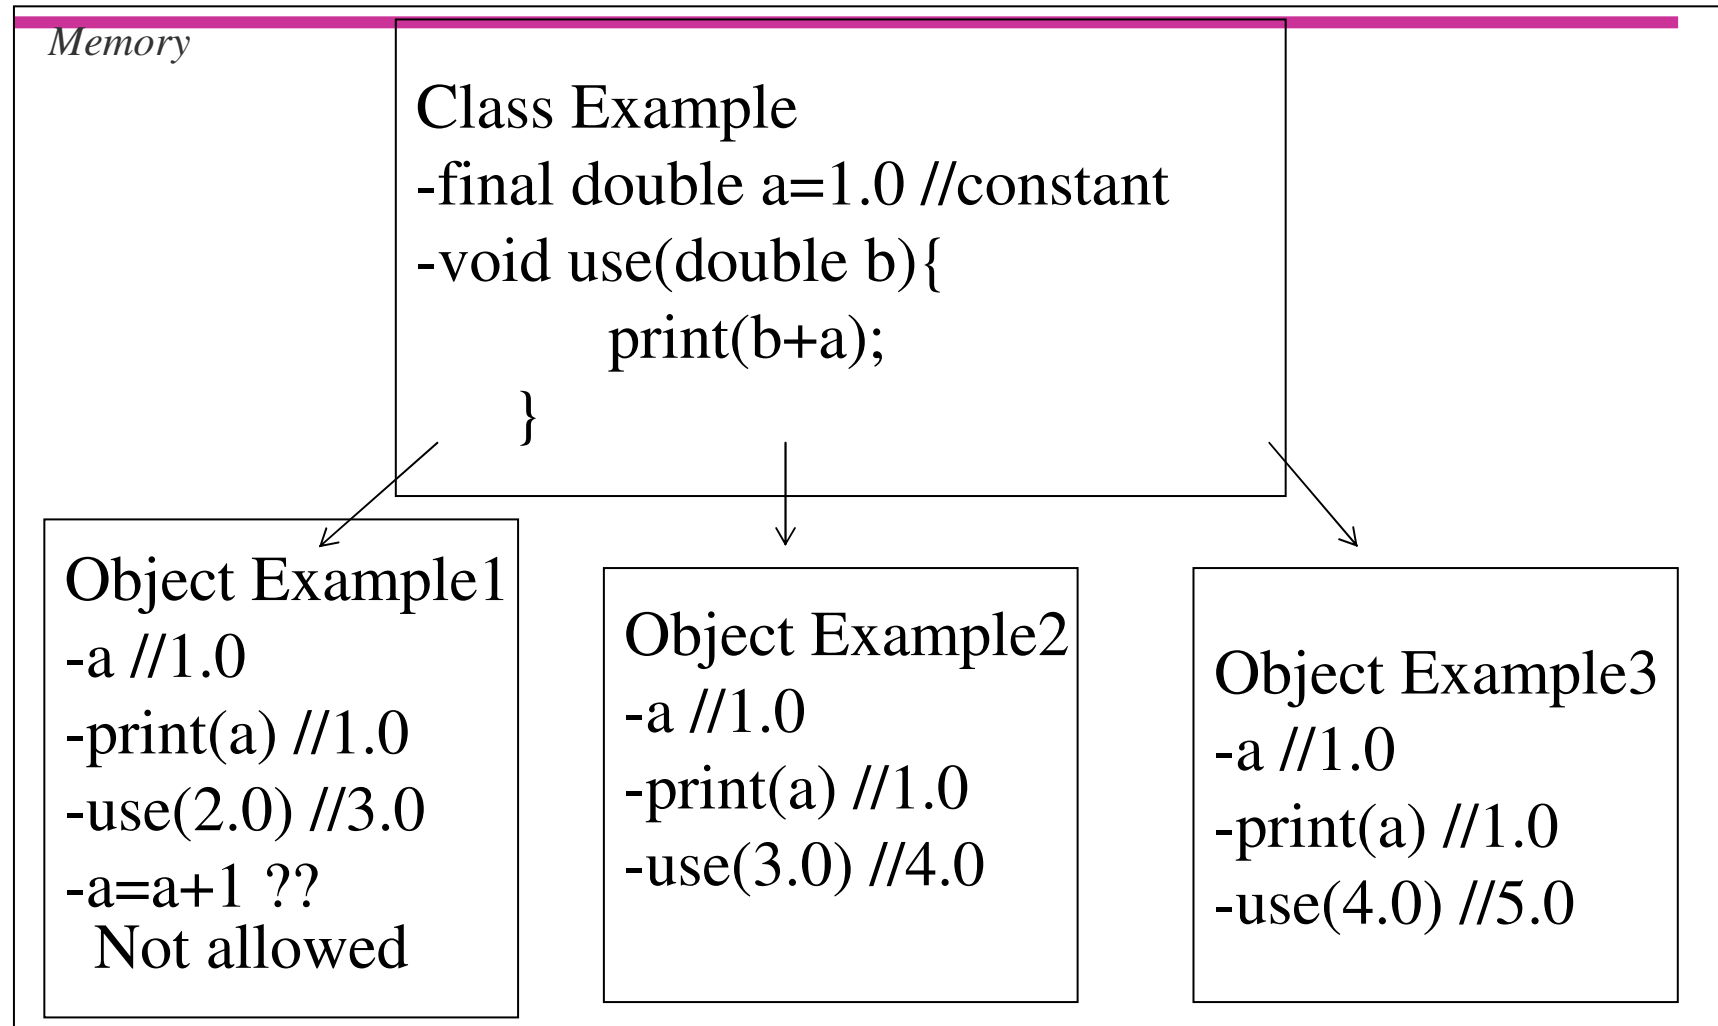 Memory
Class Example
-final double a=1.0 //constant
-void use(double b){
print(b+a);
}
Object Example1
-a //1.0
-print(a) //1.0
-use(2.0) //3.0
-a=a+1 ??
Not allowed
Object Example2
-a //1.0
-print(a) //1.0
-use(3.0) //4.0
Object Example3
-a //1.0
-print(a) //1.0
-use(4.0) //5.0